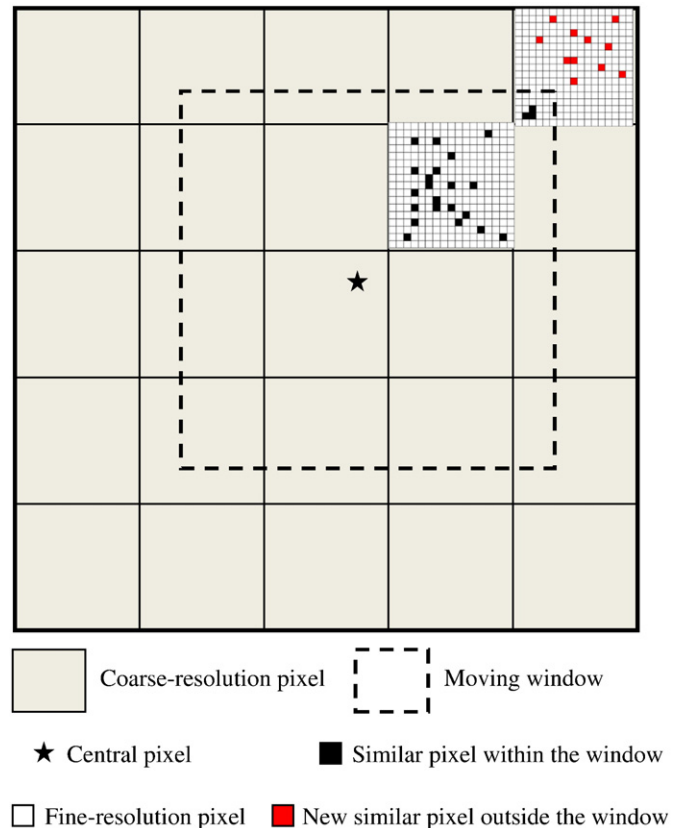 Coarse-resolution pixel
Moving window
Central pixel
Similar pixel within the window
Fine-resolution pixel
New similar pixel outside the window